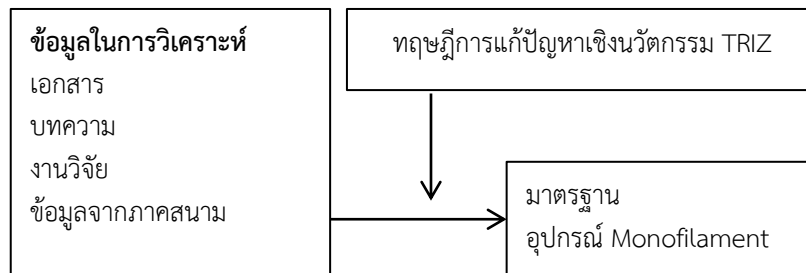 ข้อมูลในการวิเคราะห์
เอกสาร
บทความ
งานวิจัย
ข้อมูลจากภาคสนาม
ทฤษฎีการแก้ปัญหาเชิงนวัตกรรม TRIZ
มาตรฐาน
อุปกรณ์ Monofilament